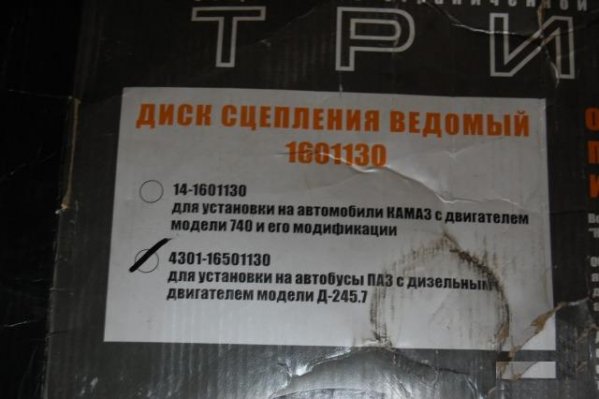 ограниченной
ТРИ
ДИСК СЦЕПЛЕНИЯ ВЕДОМЫЙ
1601130
14-1601130
для установки на автомобили КАМАЗ с двигателем
модели 740 и его модификации
4301-16501130
для установки на автобусы ПАЗ с дизельным
двигателем модели Д-245.7